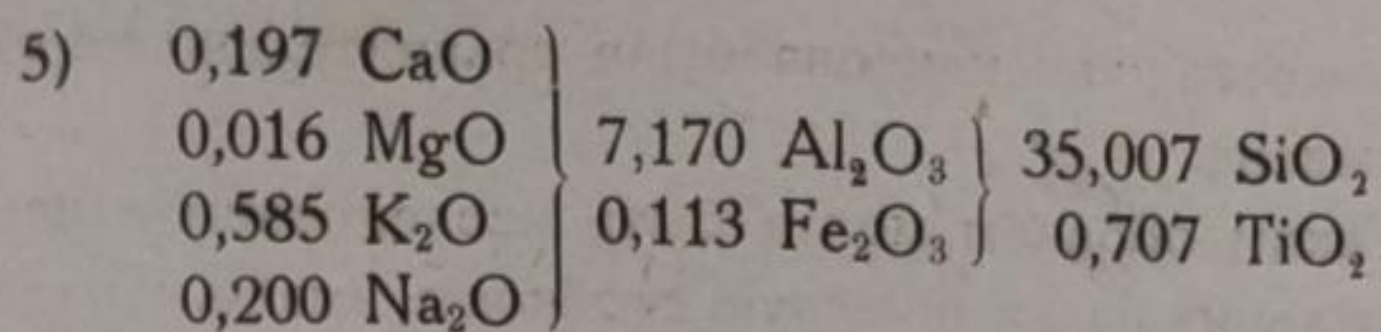 5) 0,197 CaO
0,016 MgO } 7,170 Al₂O₃ } 35,007 SiO₂
0,585 K₂O } 0,113 Fe₂O₃ } 0,707 TiO₂
0,200 Na₂O